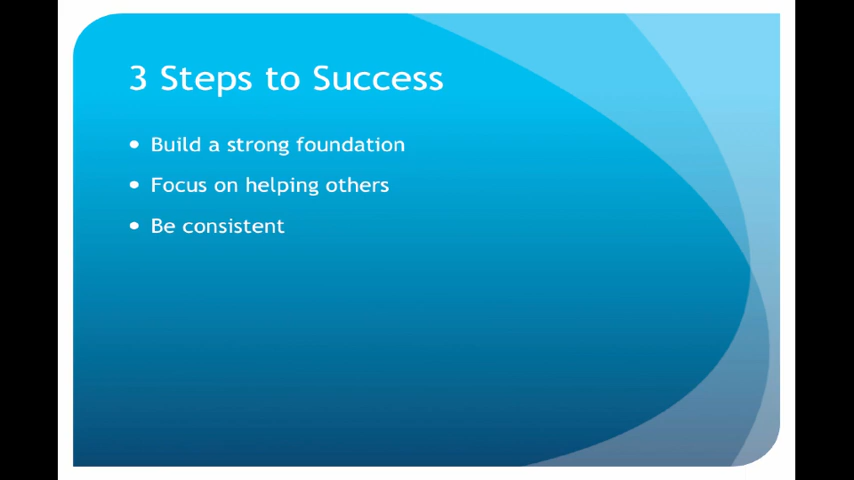 3 Steps to Success
• Build a strong foundation
• Focus on helping others
• Be consistent